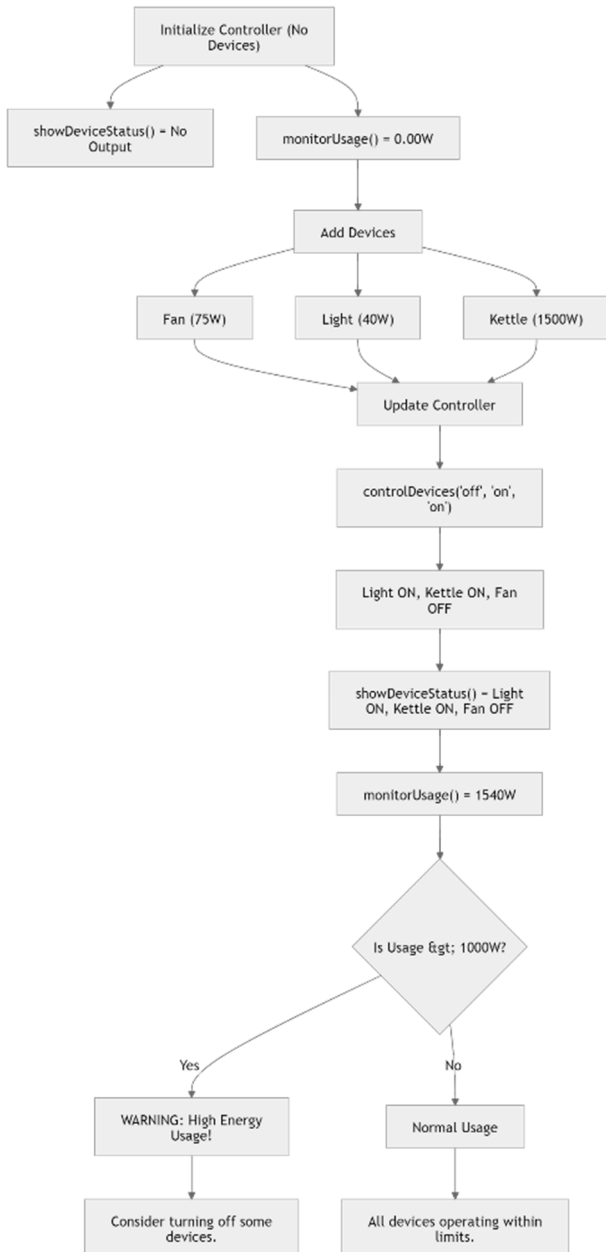 Initialize Controller (No
Devices)
showDeviceStatus() = No
Output
monitorUsage() = 0.00W
Add Devices
Fan (75W)
Light (40W)
Kettle (1500W)
Update Controller
controlDevices('off', 'on',
'on')
Light ON, Kettle ON, Fan
OFF
showDeviceStatus() = Light
ON, Kettle ON, Fan OFF
monitorUsage() = 1540W
Is Usage &gt; 1000W?
Yes
No
WARNING: High Energy
Usage!
Normal Usage
Consider turning off some
devices.
All devices operating within
limits.